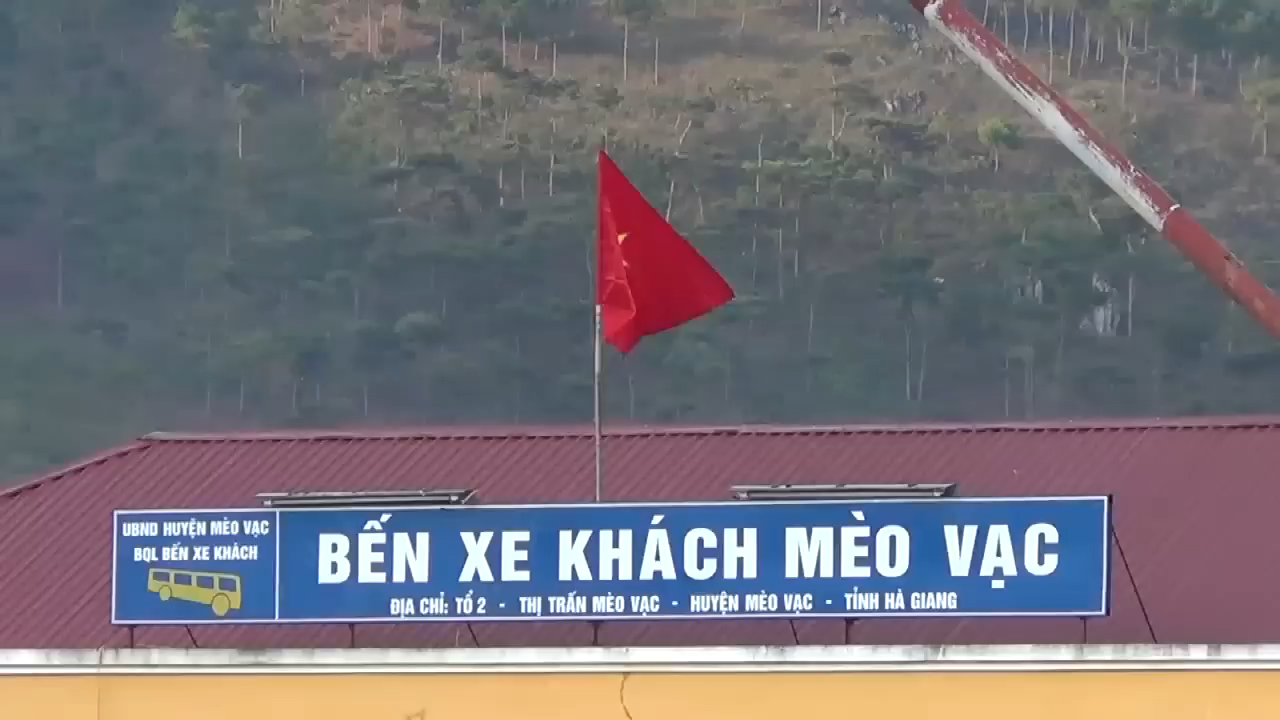 UBND HUYỆN MÈO VẠC
BQL BẾN XE KHÁCH
BẾN XE KHÁCH MÈO VẠC
ĐỊA CHỈ: TỔ 2 - THỊ TRẤN MÈO VẠC - HUYỆN MÈO VẠC - TỈNH HÀ GIANG